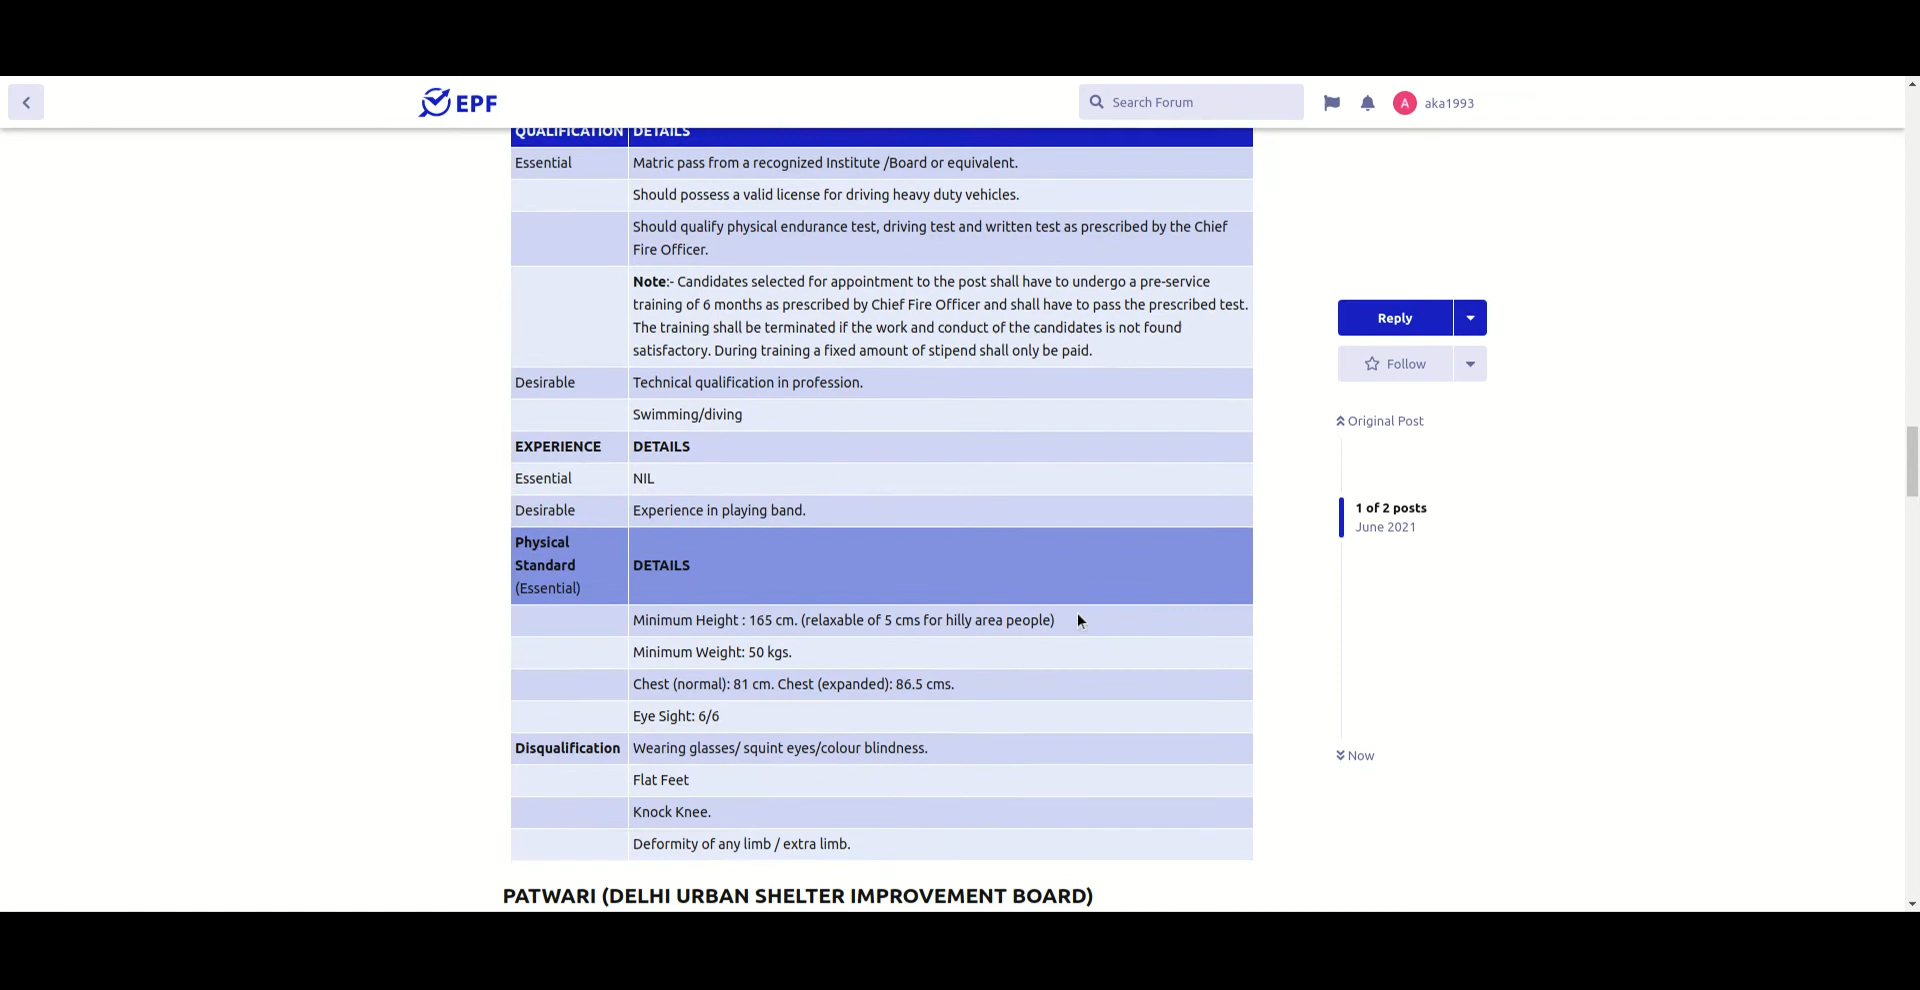 EPF
Search Forum
A
aka1993
QUALIFICATION DETAILS
Essential Matric pass from a recognized Institute /Board or equivalent.
Should possess a valid license for driving heavy duty vehicles.
Should qualify physical endurance test, driving test and written test as prescribed by the Chief
Fire Officer.
Note:- Candidates selected for appointment to the post shall have to undergo a pre-service
training of 6 months as prescribed by Chief Fire Officer and shall have to pass the prescribed test.
The training shall be terminated if the work and conduct of the candidates is not found
satisfactory. During training a fixed amount of stipend shall only be paid.
Desirable Technical qualification in profession.
Swimming/diving
EXPERIENCE DETAILS
Essential NIL
Desirable Experience in playing band.
Physical
Standard
(Essential)
DETAILS
Minimum Height : 165 cm. (relaxable of 5 cms for hilly area people)
Minimum Weight: 50 kgs.
Chest (normal): 81 cm. Chest (expanded): 86.5 cms.
Eye Sight: 6/6
Disqualification Wearing glasses/ squint eyes/colour blindness.
Flat Feet
Knock Knee.
Deformity of any limb / extra limb.
PATWARI (DELHI URBAN SHELTER IMPROVEMENT BOARD)
Reply
Follow
Original Post
1 of 2 posts
June 2021
Now